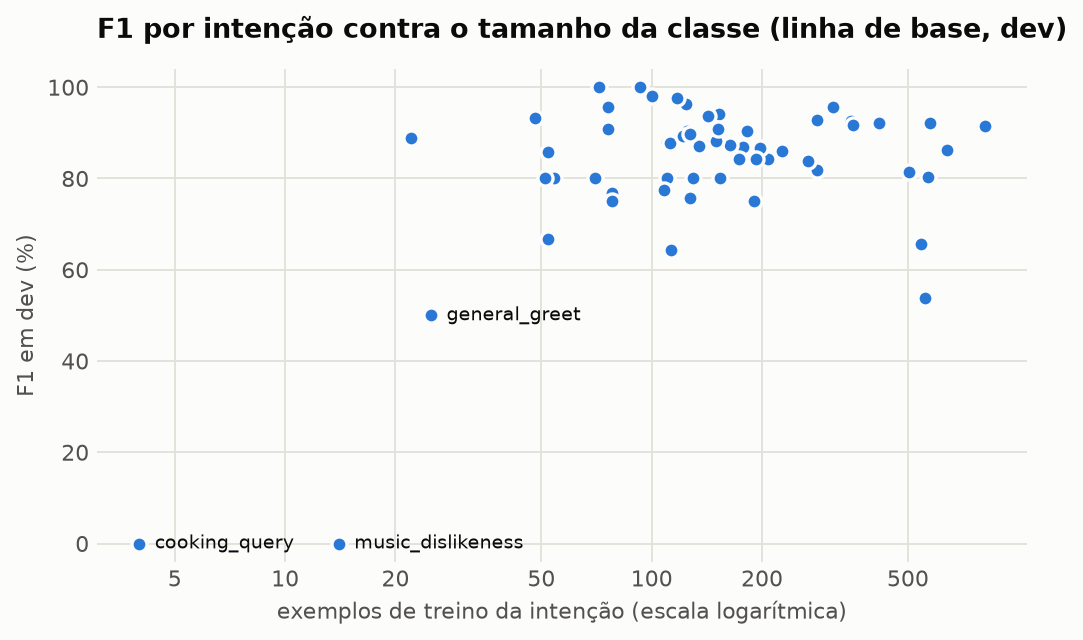 F1 por intenção contra o tamanho da classe (linha de base, dev)
F1 em dev (%)
100
80
60
40
20
0
general_greet
cooking_query
music_dislikeness
5 10 20 50 100 200 500
exemplos de treino da intenção (escala logarítmica)